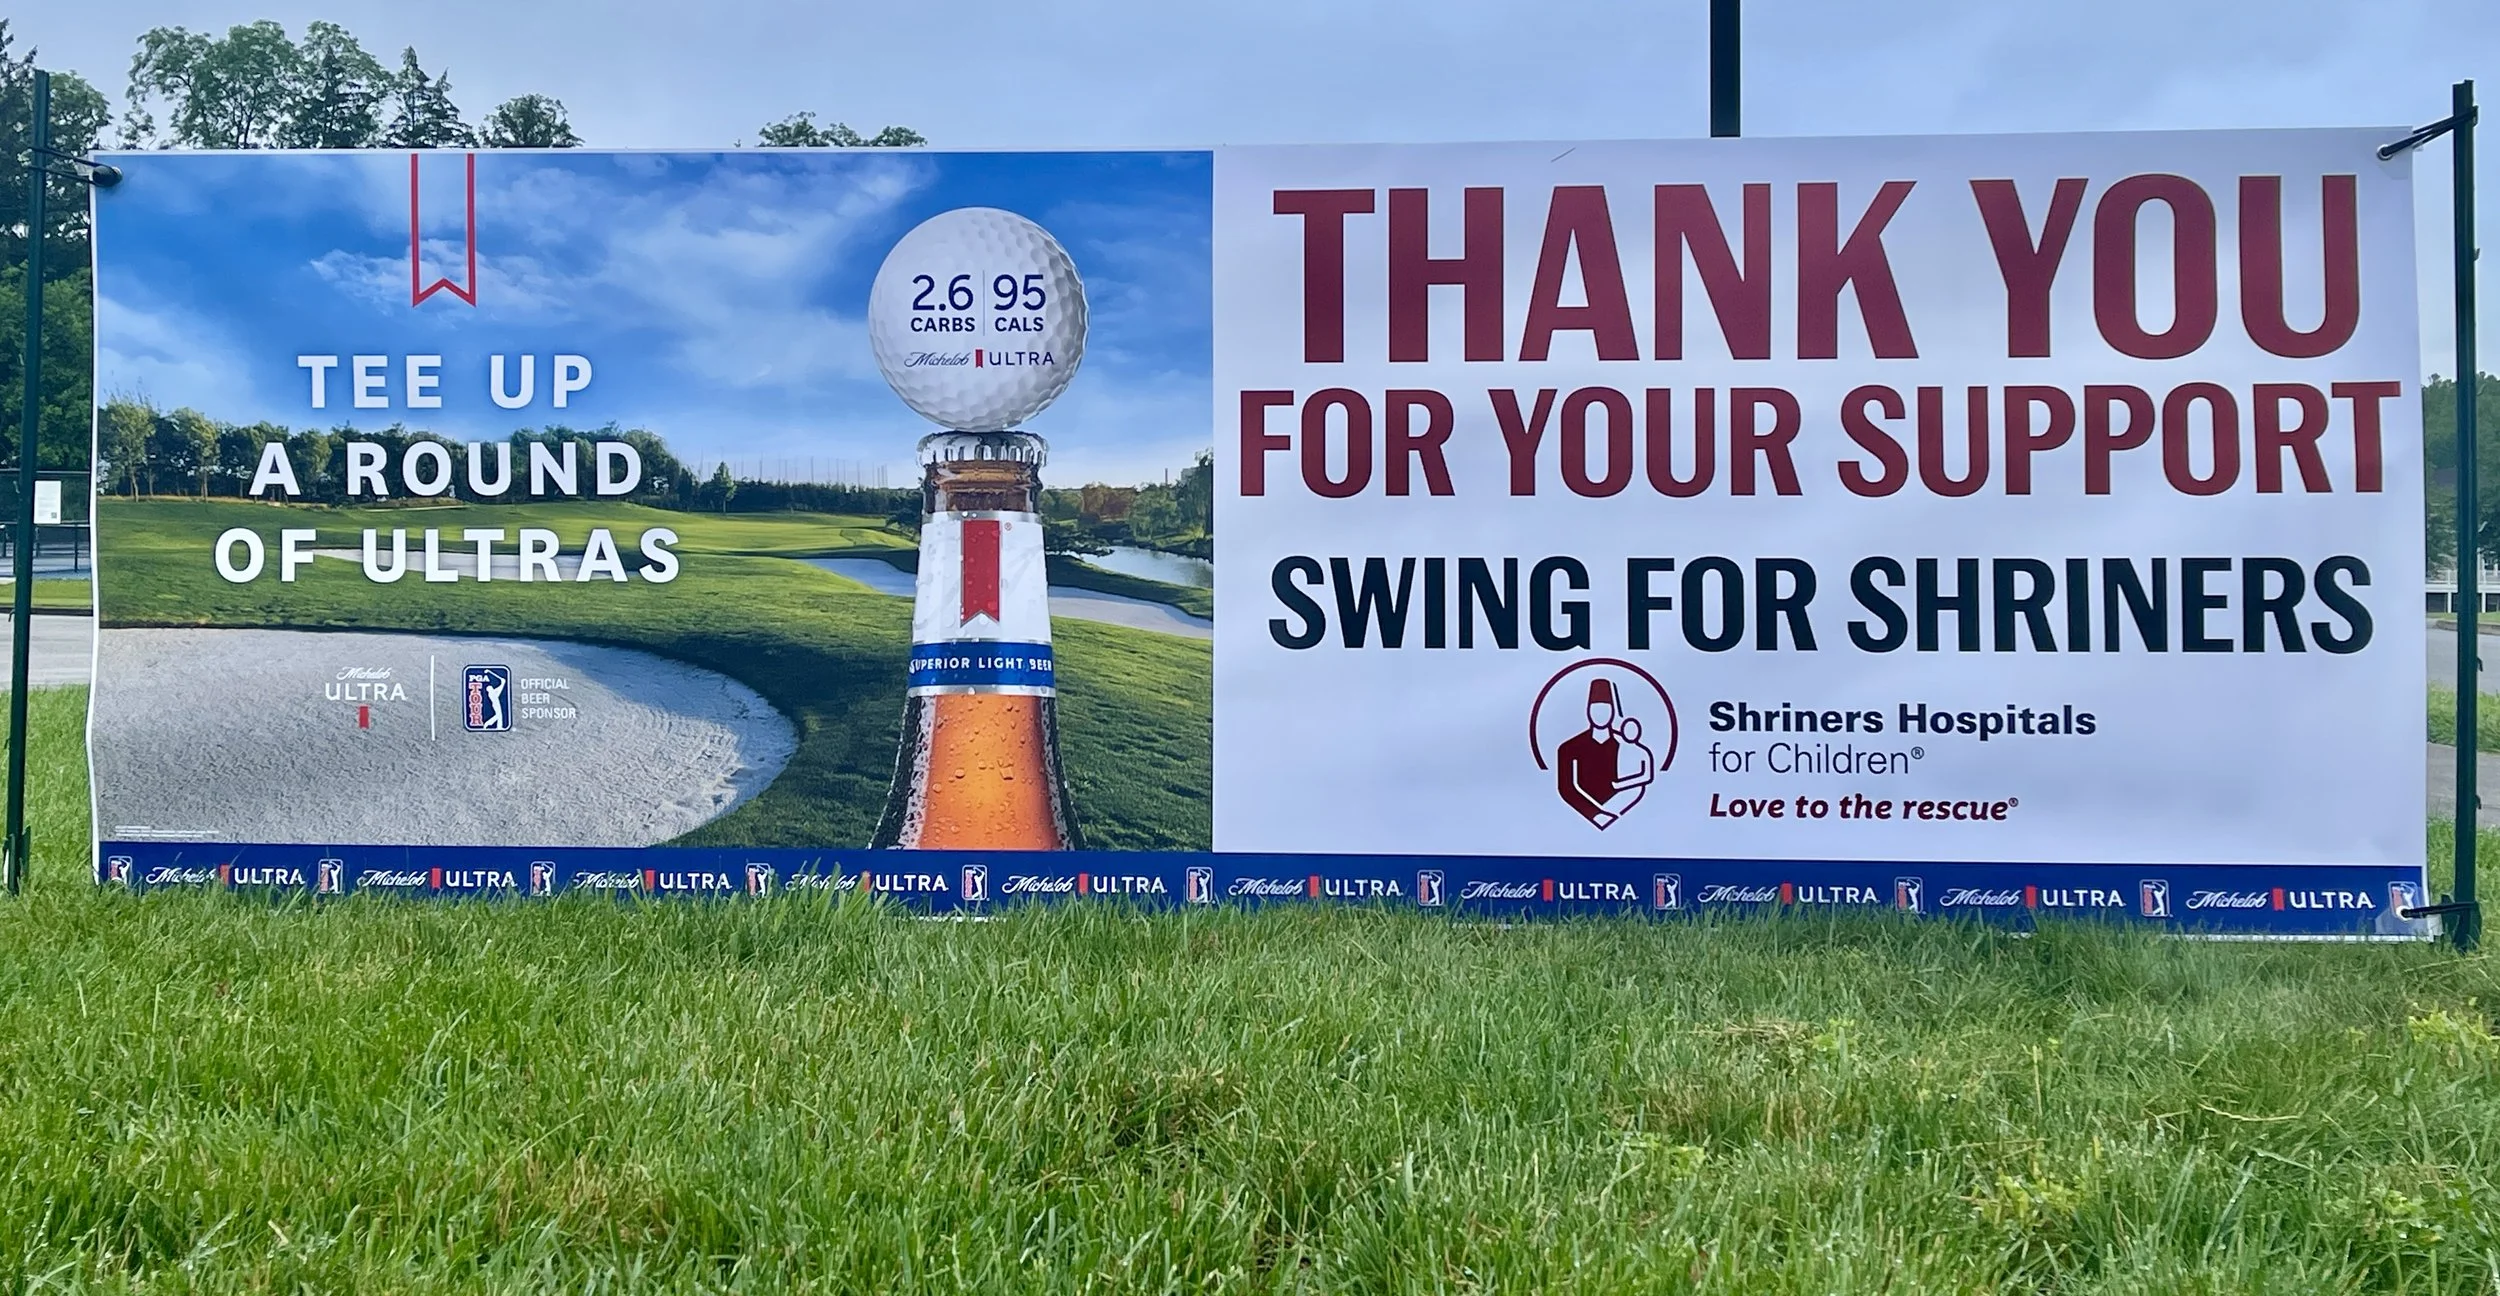 TEE UP
A ROUND
OF ULTRAS
2.6 CARBS | 95 CALS
Michelob ULTRA
SUPERIOR LIGHT BEER
Michelob
ULTRA
PGA TOUR
OFFICIAL
BEER
SPONSOR
THANK YOU
FOR YOUR SUPPORT
SWING FOR SHRINERS
Shriners Hospitals
for Children®
Love to the rescue®
Michelob ULTRA Michelob ULTRA Michelob ULTRA Michelob ULTRA Michelob ULTRA Michelob ULTRA Michelob ULTRA Michelob ULTRA Michelob ULTRA Michelob ULTRA